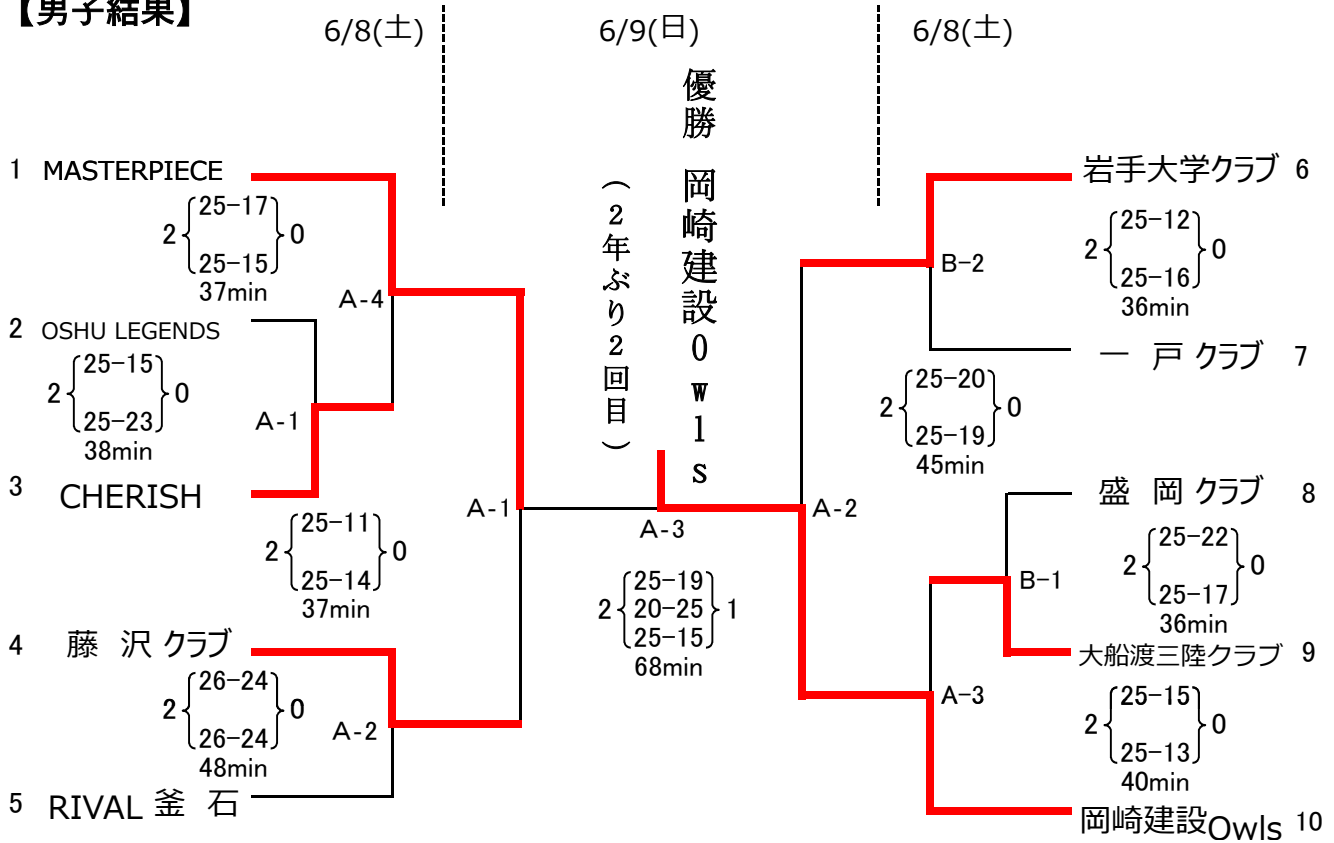 【男子結果】
6/8(土)
6/9(日)
6/8(土)
優勝 岡崎建設Owls
(2年ぶり2回目)
1 MASTERPIECE
2 25-17 0
25-15
37min
A-4
2 OSHU LEGENDS
2 25-15 0
25-23
38min
A-1
3 CHERISH
2 25-11 0
25-14
37min
A-1
4 藤 沢 クラブ
2 26-24 0
26-24
48min
A-2
5 RIVAL 釜 石
A-3
25-19
2 20-25 1
25-15
68min
岩手大学クラブ 6
2 25-12 0
25-16
36min
B-2
一 戸 クラブ 7
2 25-20 0
25-19
45min
A-2
盛 岡 クラブ 8
2 25-22 0
25-17
36min
B-1
大船渡三陸クラブ 9
2 25-15 0
25-13
40min
A-3
岡崎建設Owls 10